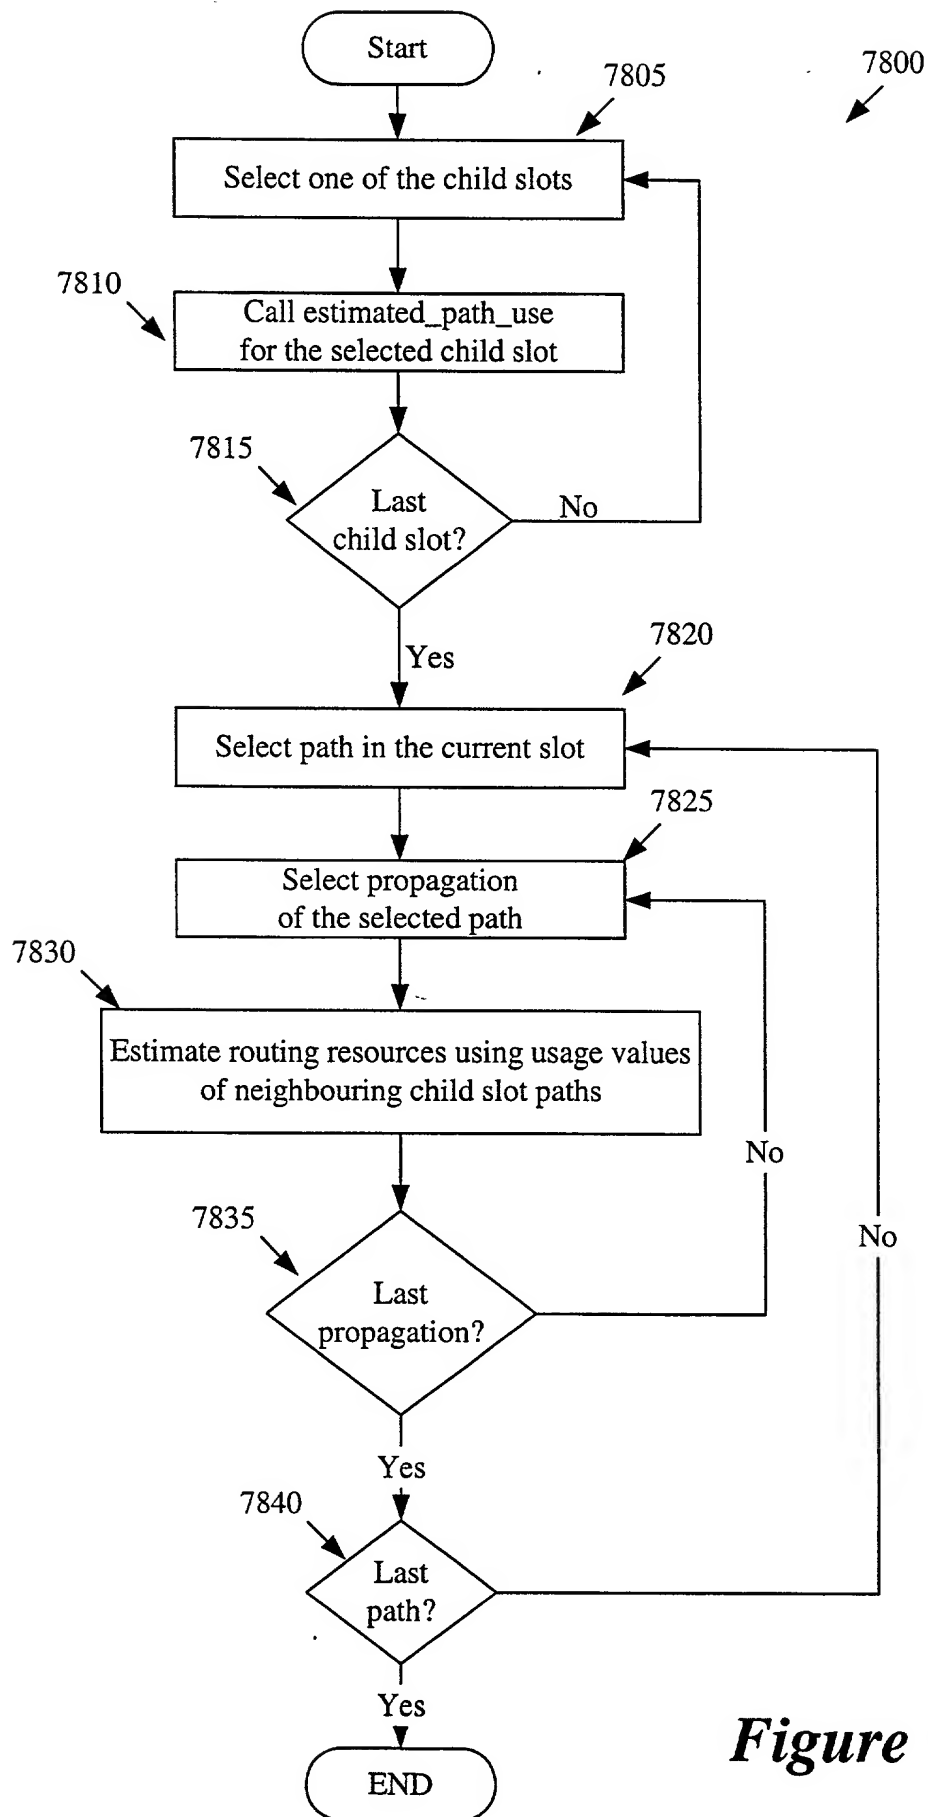 Start
7805
7800
Select one of the child slots
7810
Call estimated_path_use
for the selected child slot
7815
Last
child slot?
No
Yes
7820
Select path in the current slot
7825
Select propagation
of the selected path
7830
Estimate routing resources using usage values
of neighbouring child slot paths
No
7835
No
Last
propagation?
Yes
7840
Last
path?
Yes
Figure
END